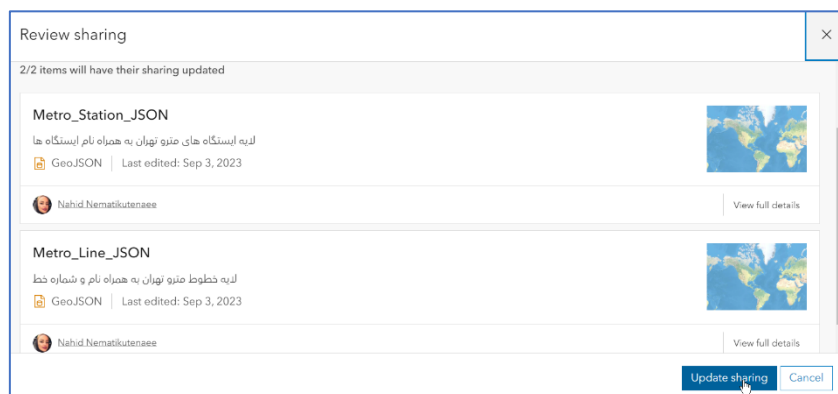 Review sharing
2/2 items will have their sharing updated
Metro_Station_JSON
لایه ایستگاه های مترو تهران به همراه نام ایستگاه ها
GeoJSON | Last edited: Sep 3, 2023
Nahid Nematikutenaee
View full details
Metro_Line_JSON
لایه خطوط مترو تهران به همراه نام و شماره خط
GeoJSON | Last edited: Sep 3, 2023
Nahid Nematikutenaee
View full details
Update sharing
Cancel